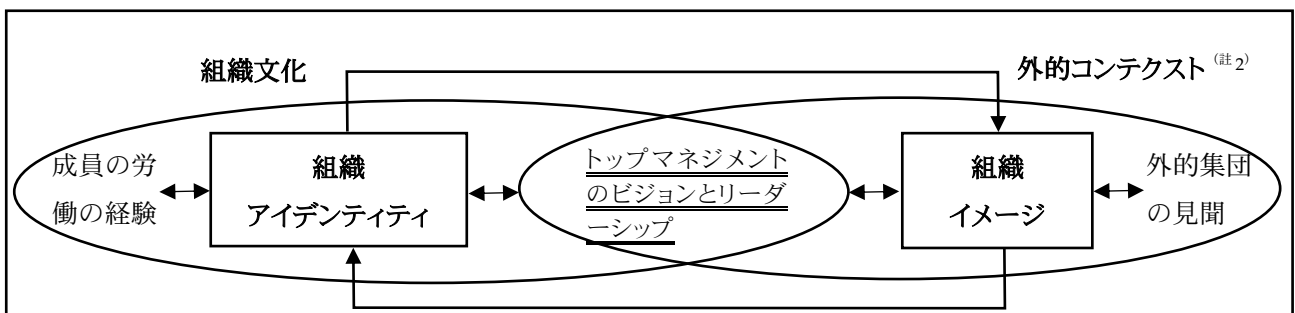 組織文化
外的コンテクスト（註2）
成員の労
働の経験
組織
アイデンティティ
トップマネジメント
のビジョンとリーダ
ーシップ
組織
イメージ
外的集団
の見聞